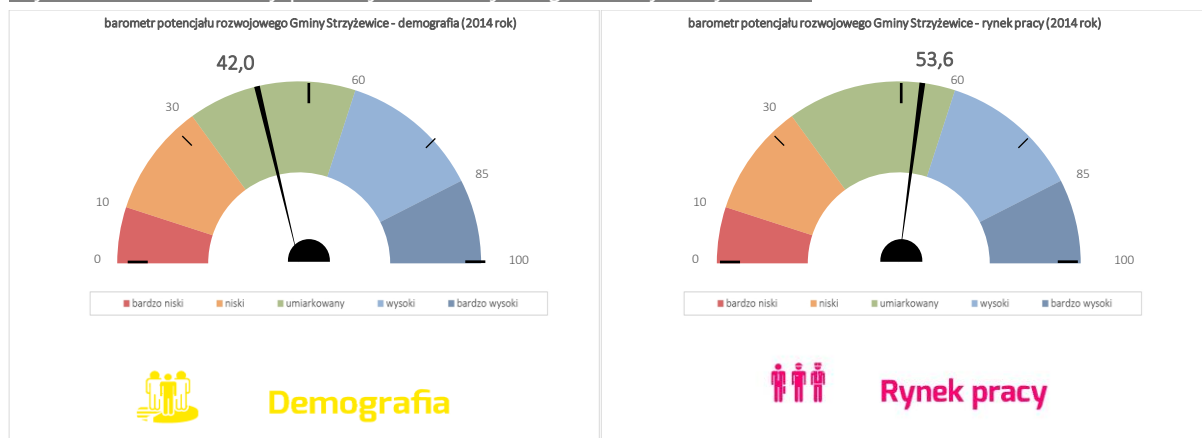 barometr potencjału rozwojowego Gminy Strzyżewice - demografia (2014 rok)
42,0
0
10
30
60
85
100
bardzo niski niski umiarkowany wysoki bardzo wysoki
Demografia
barometr potencjału rozwojowego Gminy Strzyżewice - rynek pracy (2014 rok)
53,6
0
10
30
60
85
100
bardzo niski niski umiarkowany wysoki bardzo wysoki
Rynek pracy